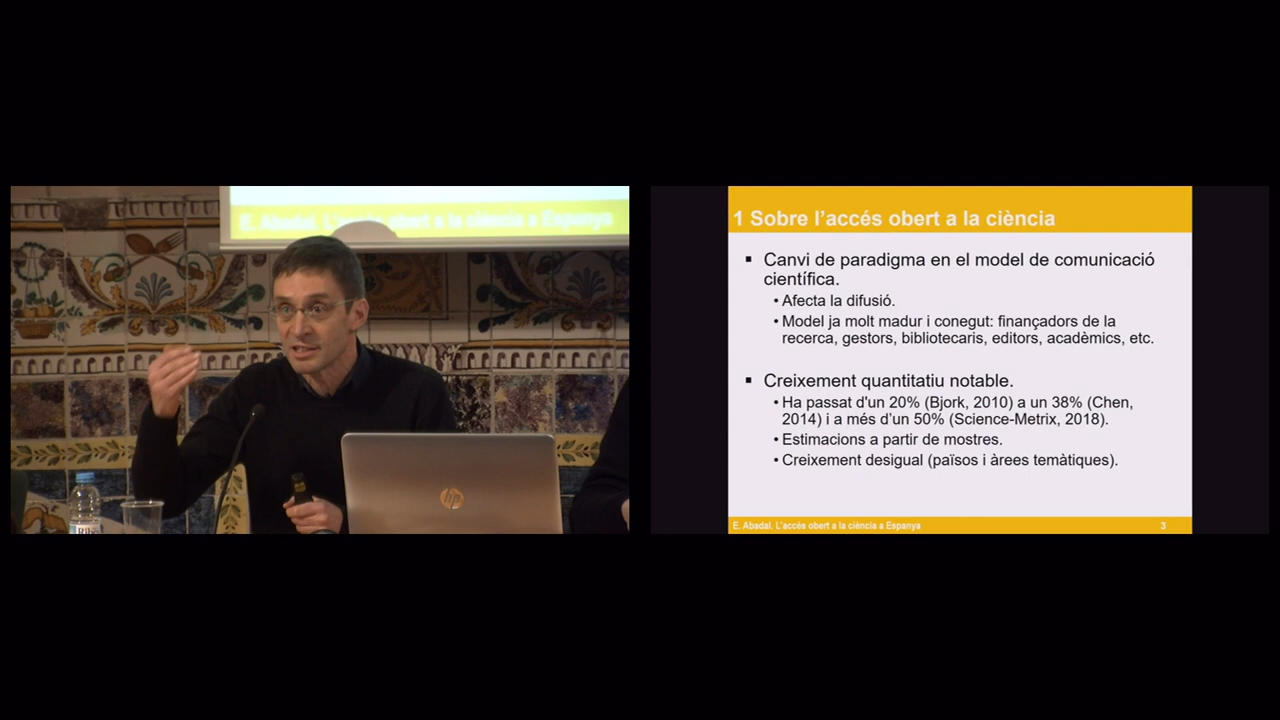 E. Abadal. L'accés obert a la ciència a Espanya
hp
1 Sobre l’accés obert a la ciència
Canvi de paradigma en el model de comunicació
científica.
Afecta la difusió.
Model ja molt madur i conegut: finançadors de la
recerca, gestors, bibliotecaris, editors, acadèmics, etc.
Creixement quantitatiu notable.
Ha passat d'un 20% (Bjork, 2010) a un 38% (Chen,
2014) i a més d’un 50% (Science-Metrix, 2018).
Estimacions a partir de mostres.
Creixement desigual (països i àrees temàtiques).
E. Abadal. L'accés obert a la ciència a Espanya
3